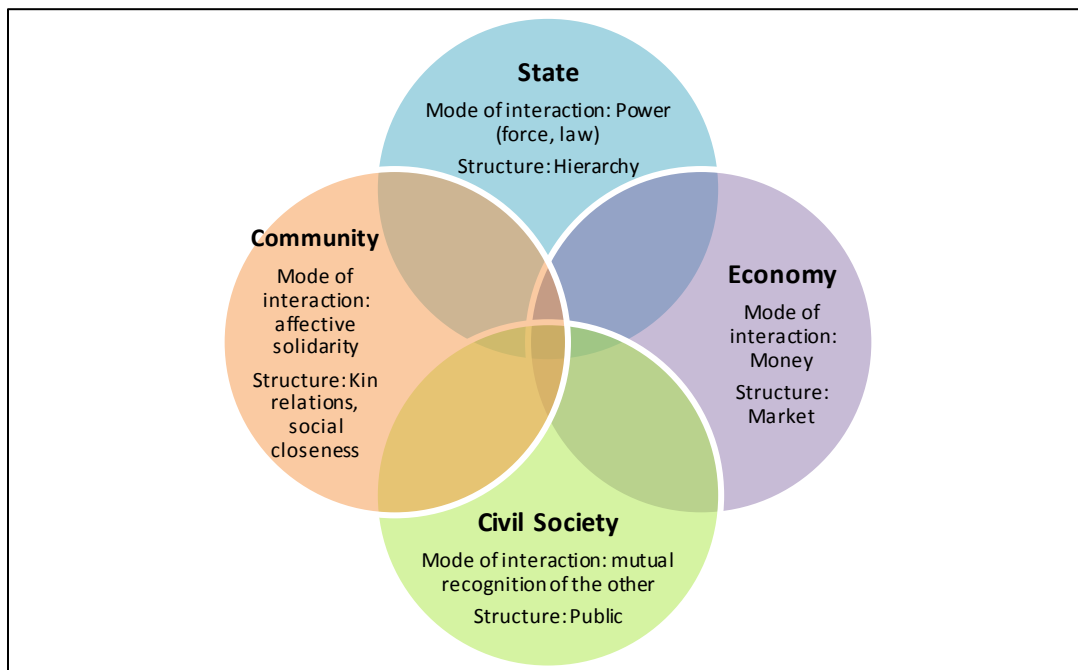 State
Mode of interaction: Power
(force, law)
Structure: Hierarchy
Community
Mode of
interaction:
affective
solidarity
Structure: Kin
relations,
social
closeness
Economy
Mode of
interaction:
Money
Structure:
Market
Civil Society
Mode of interaction: mutual
recognition of the other
Structure: Public